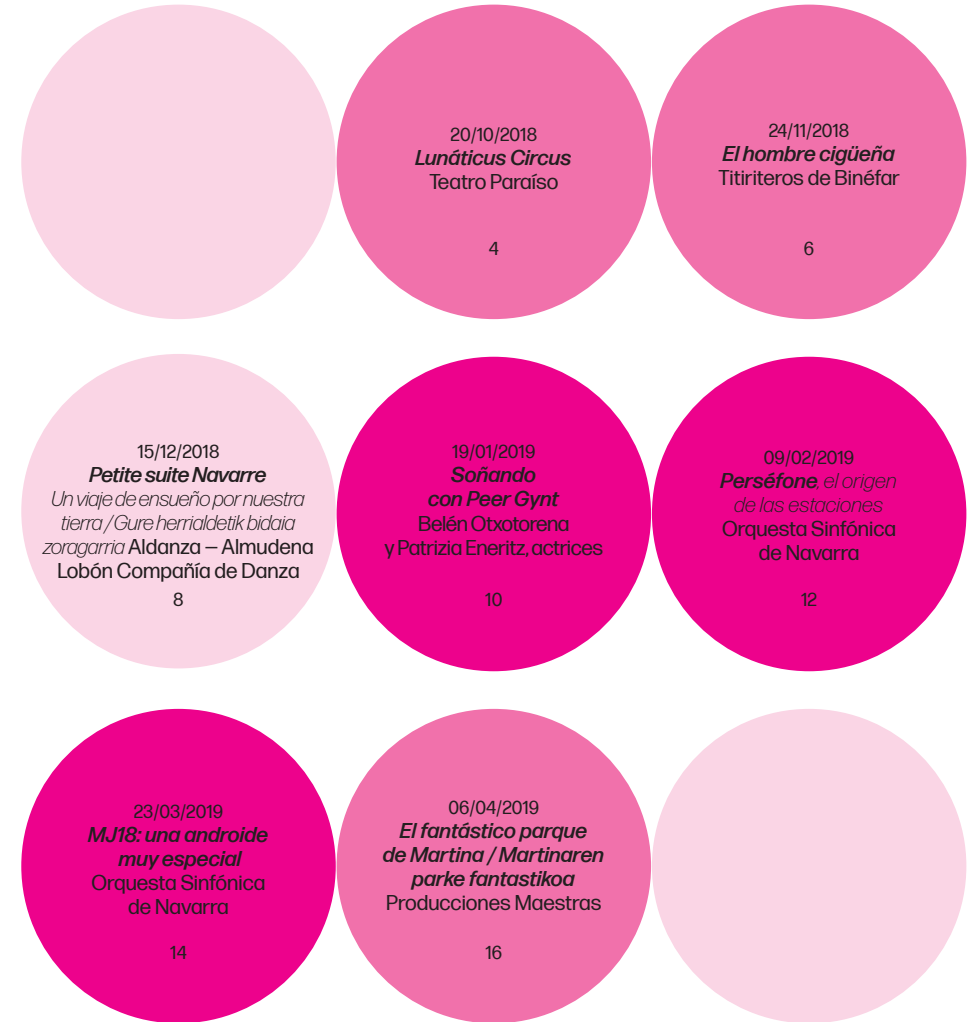 20/10/2018
Lunáticus Circus
Teatro Paraíso
4
24/11/2018
El hombre cigüeña
Titiriteros de Binéfar
6
15/12/2018
Petite suite Navarre
Un viaje de ensueño por nuestra
tierra / Gure herrialdetik bidaia
zoragarria Aldanza – Almudena
Lobón Compañía de Danza
8
19/01/2019
Soñando
con Peer Gynt
Belén Otxotorena
y Patrizia Eneritz, actrices
10
09/02/2019
Perséfone, el origen
de las estaciones
Orquesta Sinfónica
de Navarra
12
23/03/2019
MJ18: una androide
muy especial
Orquesta Sinfónica
de Navarra
14
06/04/2019
El fantástico parque
de Martina / Martinaren
parke fantastikoa
Producciones Maestras
16